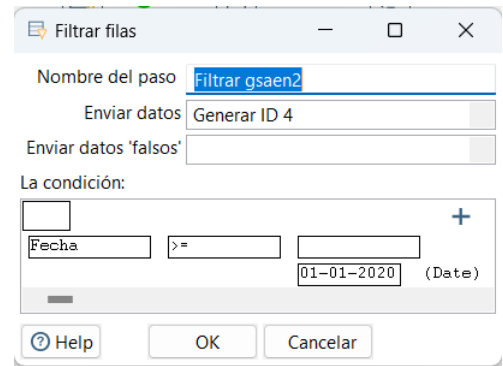 Filtrar filas
Nombre del paso Filtrar gsaen2
Enviar datos Generar ID 4
Enviar datos 'falsos'
La condición:
+
Fecha >=
01-01-2020 (Date)
Help OK Cancelar